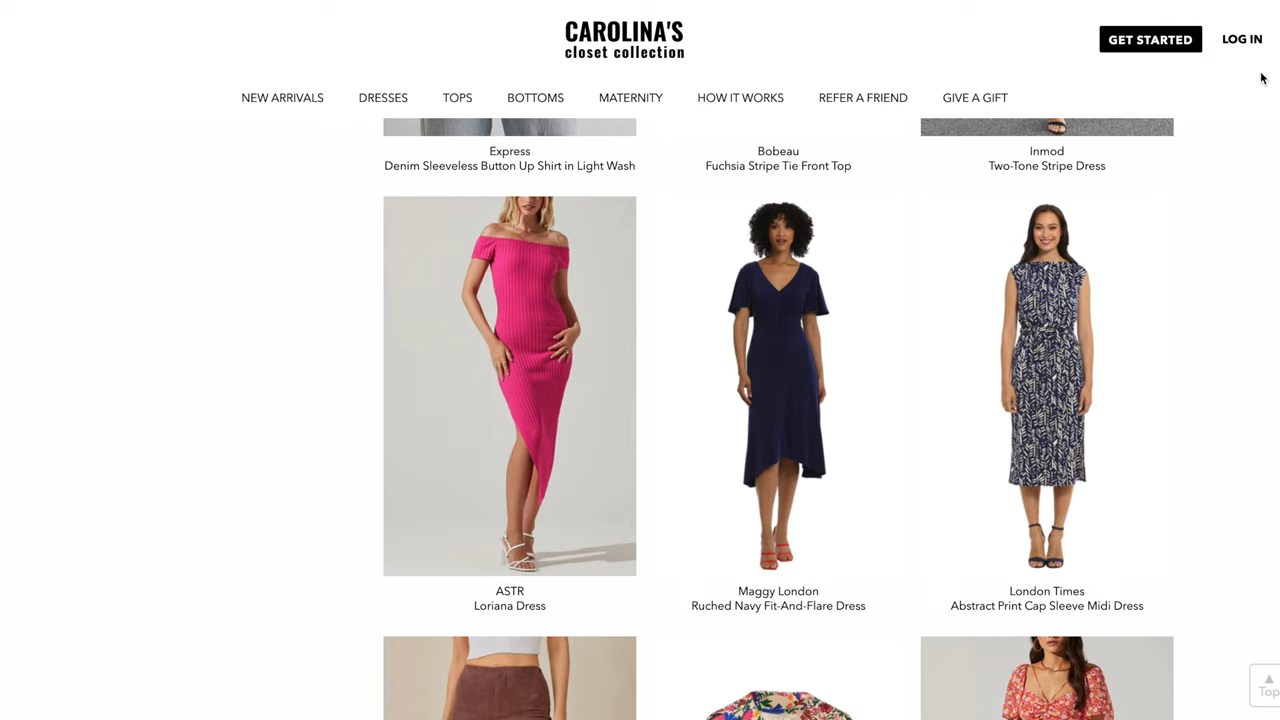 CAROLINA'S
closet collection
GET STARTED
LOG IN
NEW ARRIVALS
DRESSES
TOPS
BOTTOMS
MATERNITY
HOW IT WORKS
REFER A FRIEND
GIVE A GIFT
Express
Denim Sleeveless Button Up Shirt in Light Wash
Bobeau
Fuchsia Stripe Tie Front Top
Inmod
Two-Tone Stripe Dress
ASTR
Loriana Dress
Maggy London
Ruched Navy Fit-And-Flare Dress
London Times
Abstract Print Cap Sleeve Midi Dress
Top